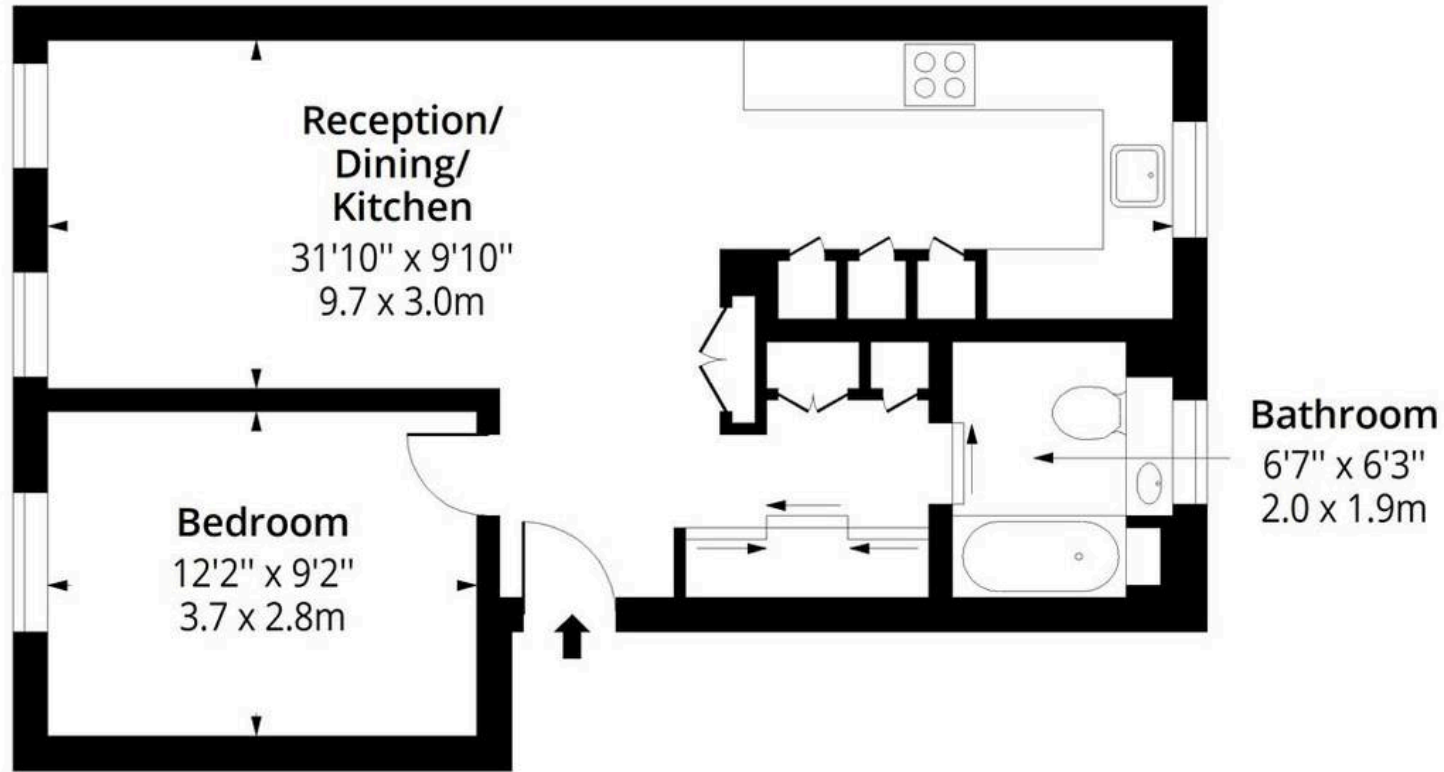 Reception/
Dining/
Kitchen
31'10" x 9'10"
9.7 x 3.0m
Bedroom
12'2" x 9'2"
3.7 x 2.8m
Bathroom
6'7" x 6'3"
2.0 x 1.9m